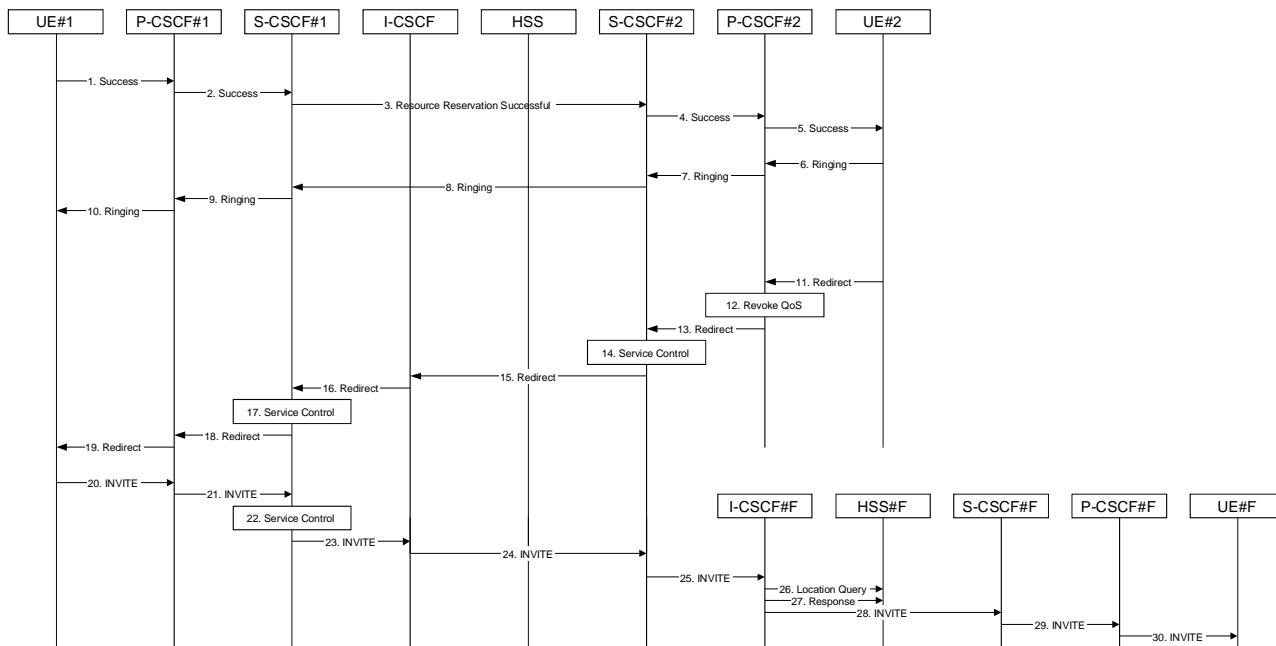 UE#1
P-CSCF#1
S-CSCF#1
I-CSCF
HSS
S-CSCF#2
P-CSCF#2
UE#2
1. Success
2. Success
3. Resource Reservation Successful
4. Success
5. Success
6. Ringing
7. Ringing
8. Ringing
9. Ringing
10. Ringing
11. Redirect
12. Revoke QoS
13. Redirect
14. Service Control
15. Redirect
16. Redirect
17. Service Control
18. Redirect
19. Redirect
20. INVITE
21. INVITE
I-CSCF#F
HSS#F
S-CSCF#F
P-CSCF#F
UE#F
22. Service Control
23. INVITE
24. INVITE
25. INVITE
26. Location Query
27. Response
28. INVITE
29. INVITE
30. INVITE